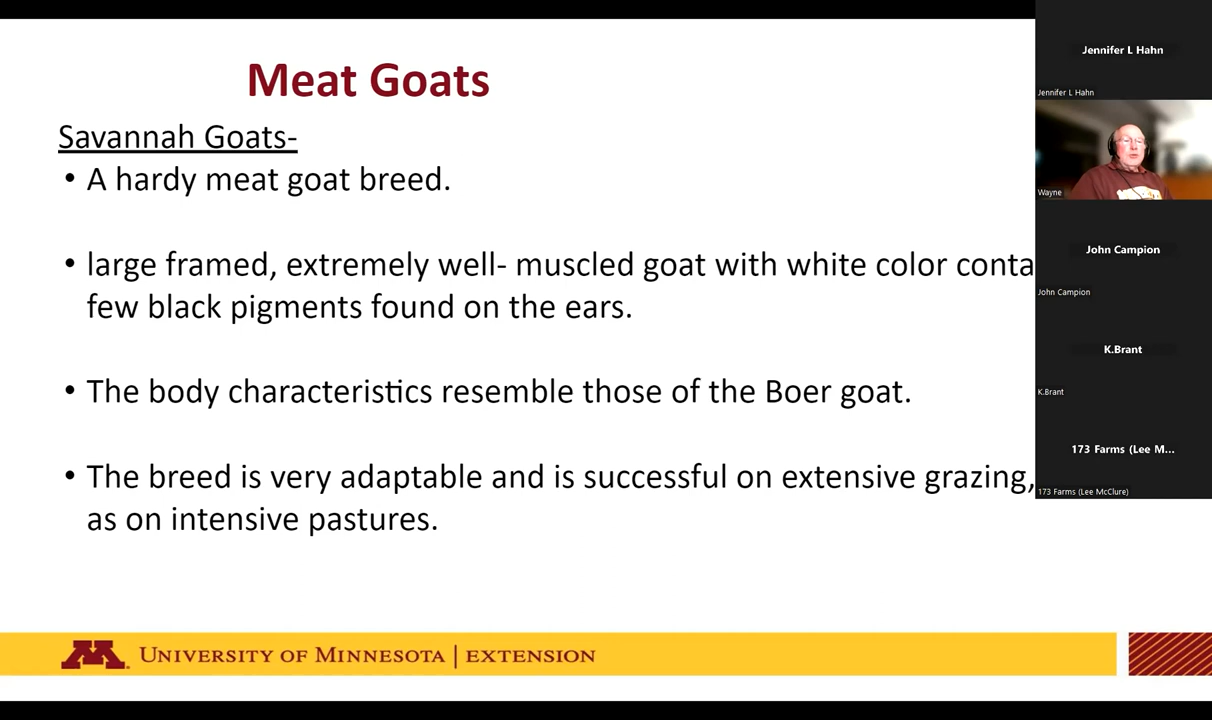 Meat Goats
Savannah Goats-
• A hardy meat goat breed.
• large framed, extremely well- muscled goat with white color conta
few black pigments found on the ears.
• The body characteristics resemble those of the Boer goat.
• The breed is very adaptable and is successful on extensive grazing,
as on intensive pastures.
M
UNIVERSITY OF MINNESOTA | EXTENSION
Jennifer L Hahn
Jennifer L Hahn
Wayne
John Campion
John Campion
K.Brant
K.Brant
173 Farms (Lee M...
173 Farms (Lee McClure)